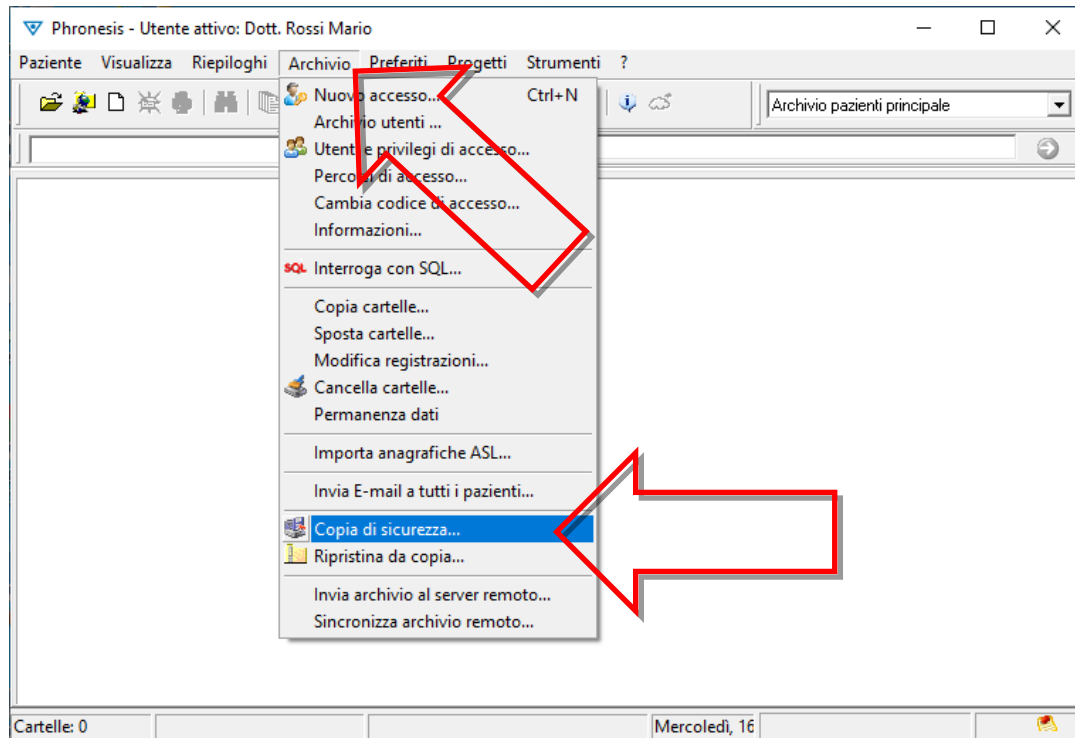 Phronesis - Utente attivo: Dott. Rossi Mario
Paziente Visualizza Riepiloghi Archivio Preferiti Progetti Strumenti ?
Archivio pazienti principale
Nuovo accesso... Ctrl+N
Archivio utenti ...
Utenti e privilegi di accesso...
Percorsi di accesso...
Cambia codice di accesso...
Informazioni...
SQL Interroga con SQL...
Copia cartelle...
Sposta cartelle...
Modifica registrazioni...
Cancella cartelle...
Permanenza dati
Importa anagrafiche ASL...
Invia E-mail a tutti i pazienti...
Copia di sicurezza...
Ripristina da copia...
Invia archivio al server remoto...
Sincronizza archivio remoto...
Cartelle: 0
Mercoledì, 16